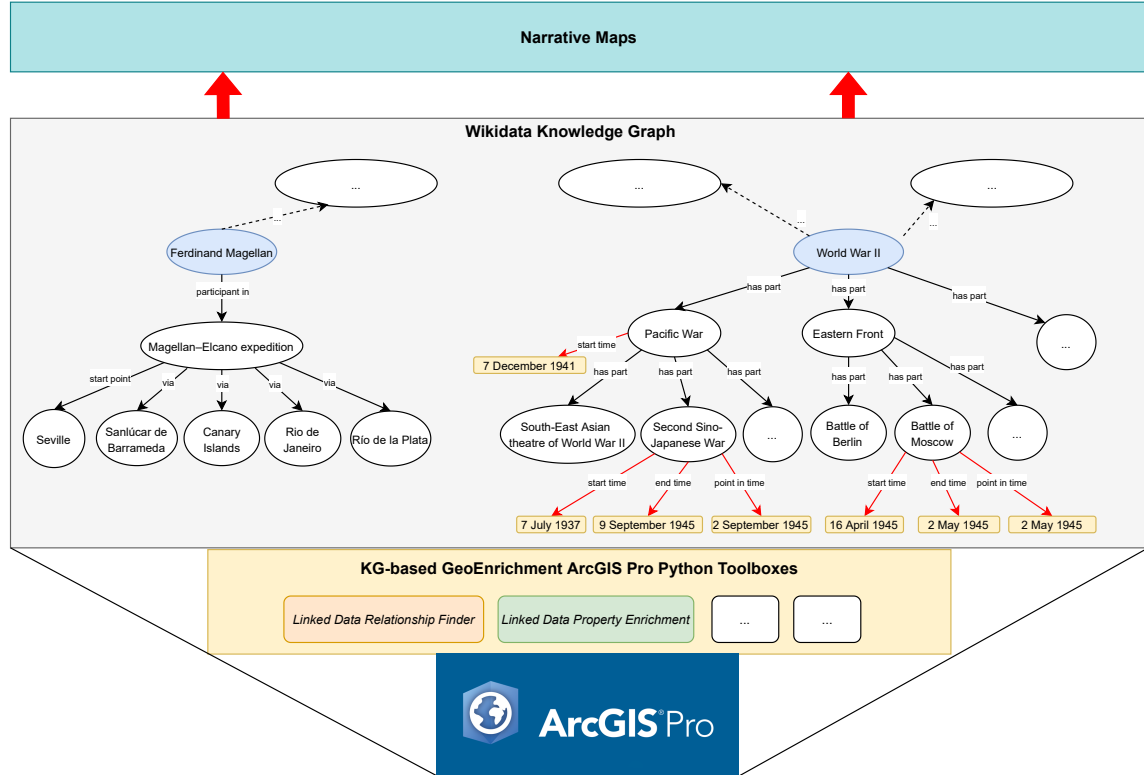 Narrative Maps
Wikidata Knowledge Graph
...
...
...
...
...
...
Ferdinand Magellan
World War II
participant in
has part
has part
has part
Magellan–Elcano expedition
Pacific War
Eastern Front
...
start time
7 December 1941
start point
via
via
via
via
has part
has part
has part
has part
has part
has part
Seville
Sanlúcar de
Barrameda
Canary
Islands
Rio de
Janeiro
Río de la Plata
South-East Asian
theatre of World War II
Second Sino-
Japanese War
...
Battle of
Berlin
Battle of
Moscow
...
start time
end time
point in time
start time
end time
point in time
7 July 1937
9 September 1945
2 September 1945
16 April 1945
2 May 1945
2 May 1945
KG-based GeoEnrichment ArcGIS Pro Python Toolboxes
Linked Data Relationship Finder
Linked Data Property Enrichment
...
...
ArcGIS® Pro